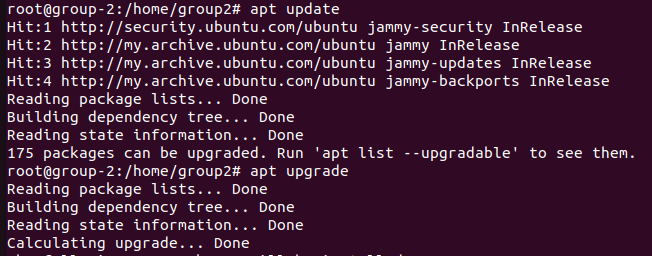 root@group-2:/home/group2# apt update
Hit:1 http://security.ubuntu.com/ubuntu jammy-security InRelease
Hit:2 http://my.archive.ubuntu.com/ubuntu jammy InRelease
Hit:3 http://my.archive.ubuntu.com/ubuntu jammy-updates InRelease
Hit:4 http://my.archive.ubuntu.com/ubuntu jammy-backports InRelease
Reading package lists... Done
Building dependency tree... Done
Reading state information... Done
175 packages can be upgraded. Run 'apt list --upgradable' to see them.
root@group-2:/home/group2# apt upgrade
Reading package lists... Done
Building dependency tree... Done
Reading state information... Done
Calculating upgrade... Done